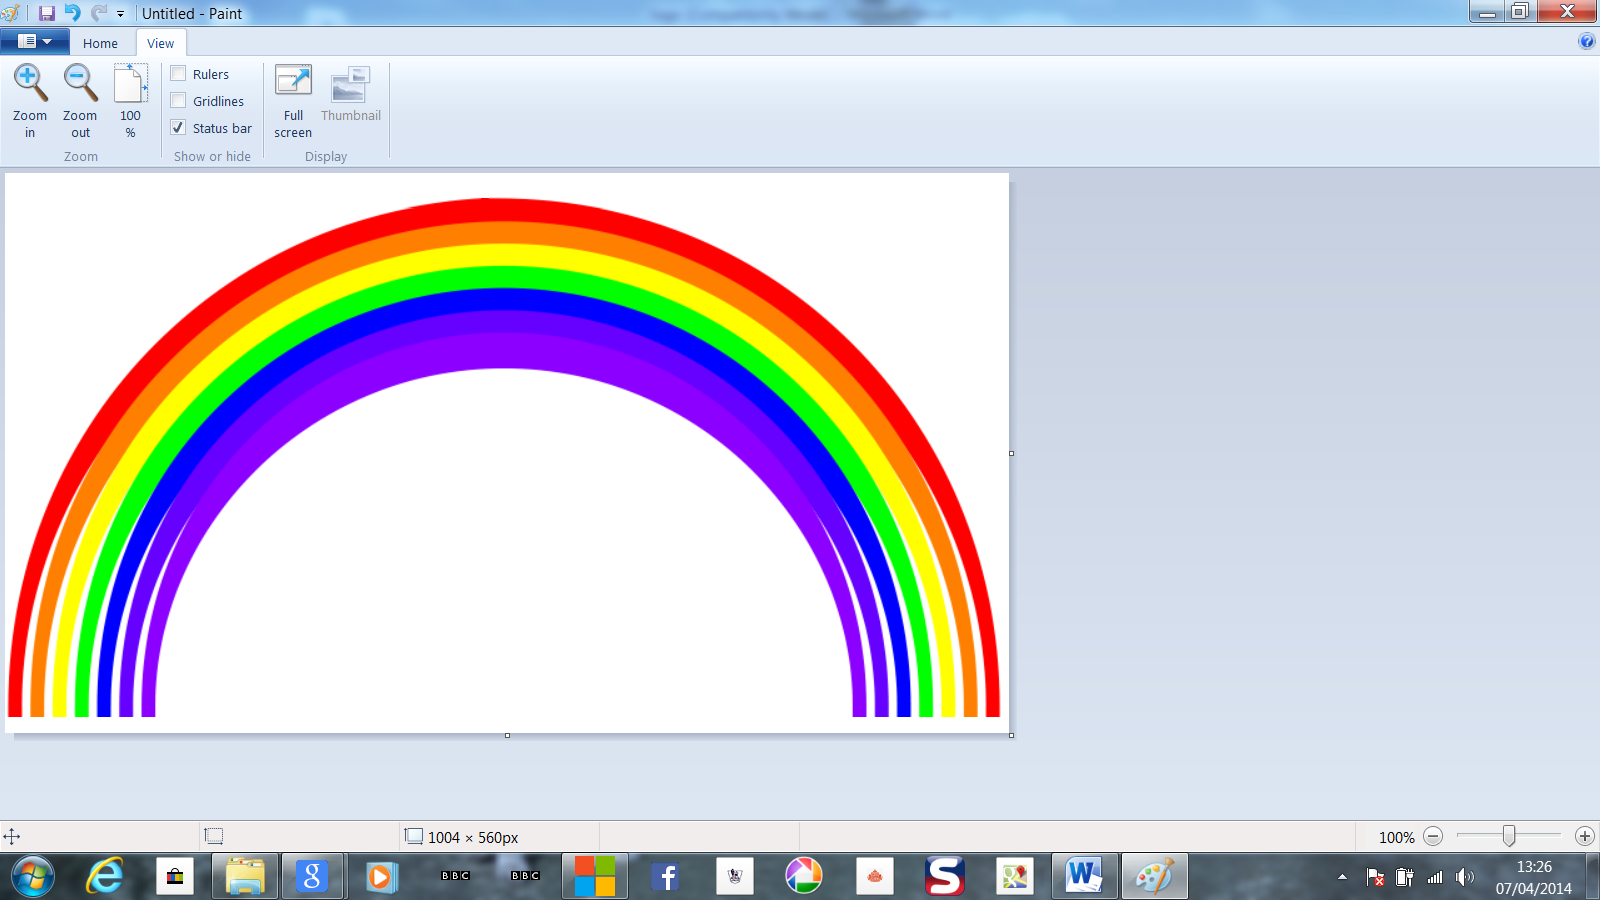 Untitled - Paint
Home View
Zoom in
Zoom out
100 %
Rulers
Gridlines
Status bar
Full screen
Thumbnail
Zoom
Show or hide
Display
1004 × 560px
100%
g
BBC
BBC
f
S
W
13:26
07/04/2014